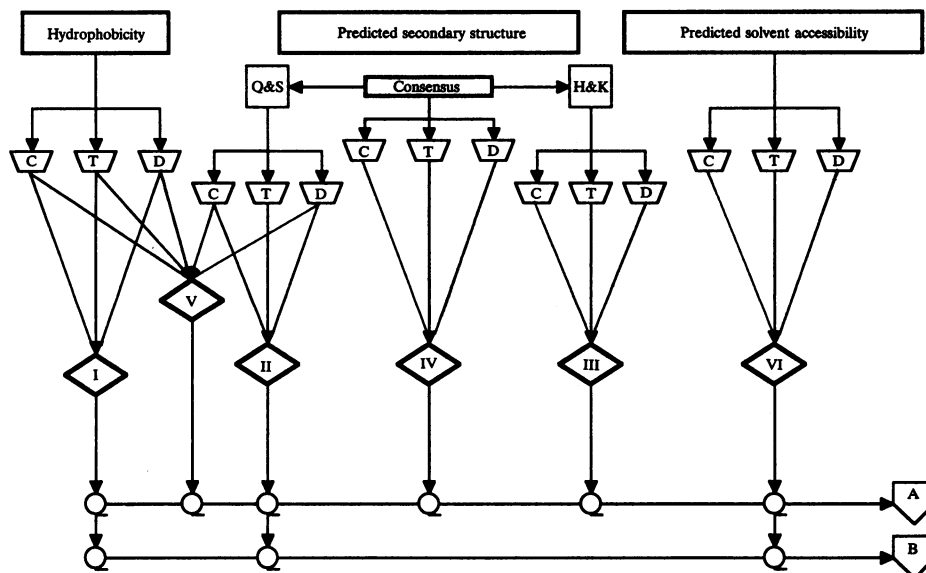 Hydrophobicity
Predicted secondary structure
Predicted solvent accessibility
Q&S
Consensus
H&K
C T D
C T D
C T D
C T D
C T D
V
I
II
IV
III
VI
A
B